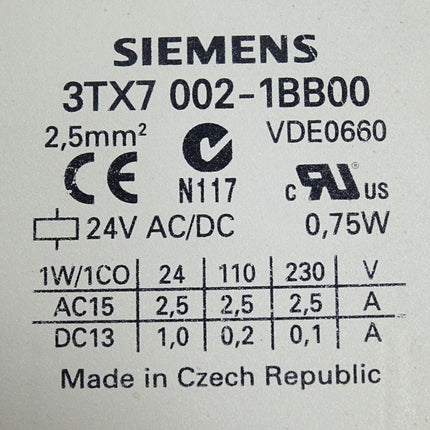 SIEMENS
3TX7 002-1BB00
2,5mm² VDE0660
CE N117 c RU US
24V AC/DC 0,75W
1W/1CO 24 110 230 V
AC15 2,5 2,5 2,5 A
DC13 1,0 0,2 0,1 A
Made in Czech Republic